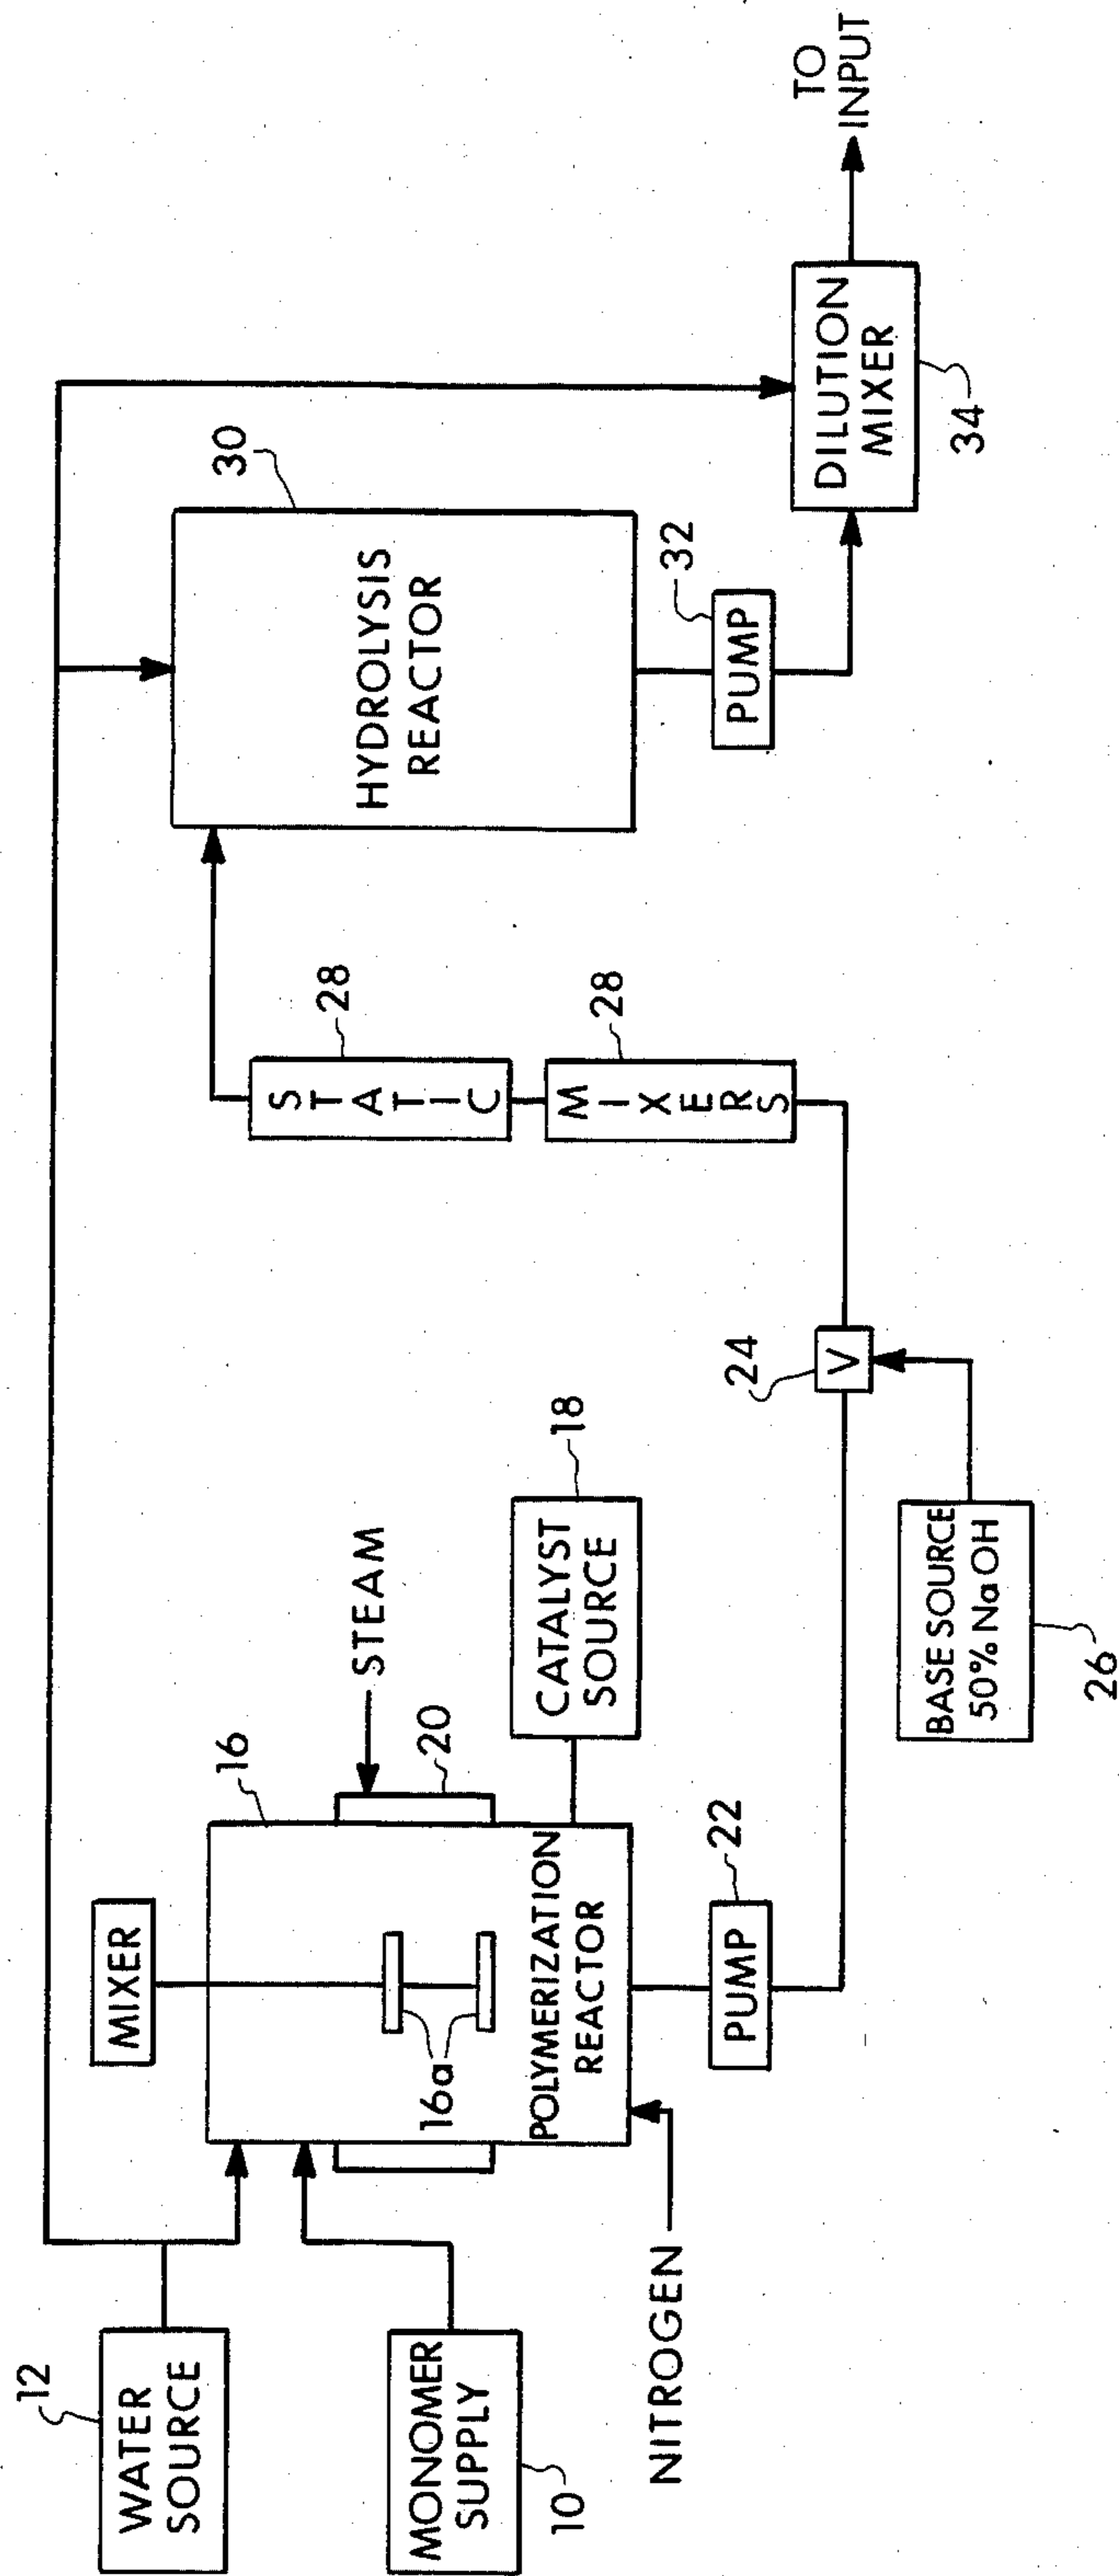 12
WATER
SOURCE
MONOMER
SUPPLY
10
NITROGEN
MIXER
16
16a
POLYMERIZATION
REACTOR
STEAM
20
CATALYST
SOURCE
18
PUMP
22
24
V
BASE SOURCE
50% NaOH
26
STATIC
28
MIXERS
28
HYDROLYSIS
REACTOR
30
PUMP
32
DILUTION
MIXER
34
TO
INPUT